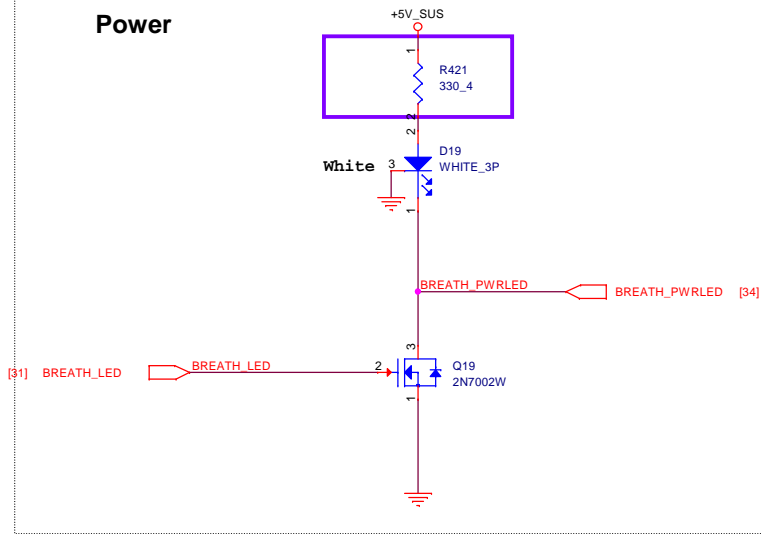 Power
+5V_SUS
1
R421
330_4
2
2
D19
White 3 WHITE_3P
1
BREATH_PWRLED
BREATH_PWRLED [34]
3
[31] BREATH_LED
BREATH_LED
2
Q19
2N7002W
1